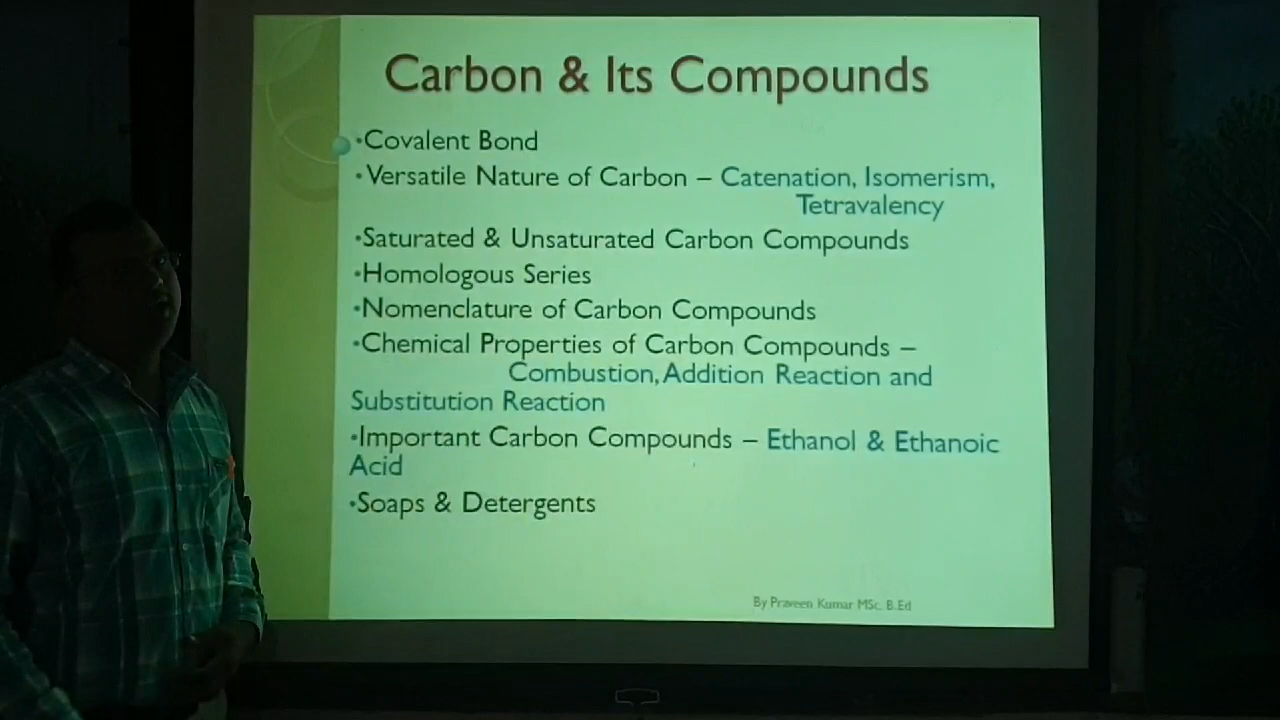 Carbon & Its Compounds
•Covalent Bond
•Versatile Nature of Carbon – Catenation, Isomerism,
Tetravalency
•Saturated & Unsaturated Carbon Compounds
•Homologous Series
•Nomenclature of Carbon Compounds
•Chemical Properties of Carbon Compounds –
Combustion, Addition Reaction and
Substitution Reaction
•Important Carbon Compounds – Ethanol & Ethanoic
Acid
•Soaps & Detergents
By Praveen Kumar MSc. B.Ed